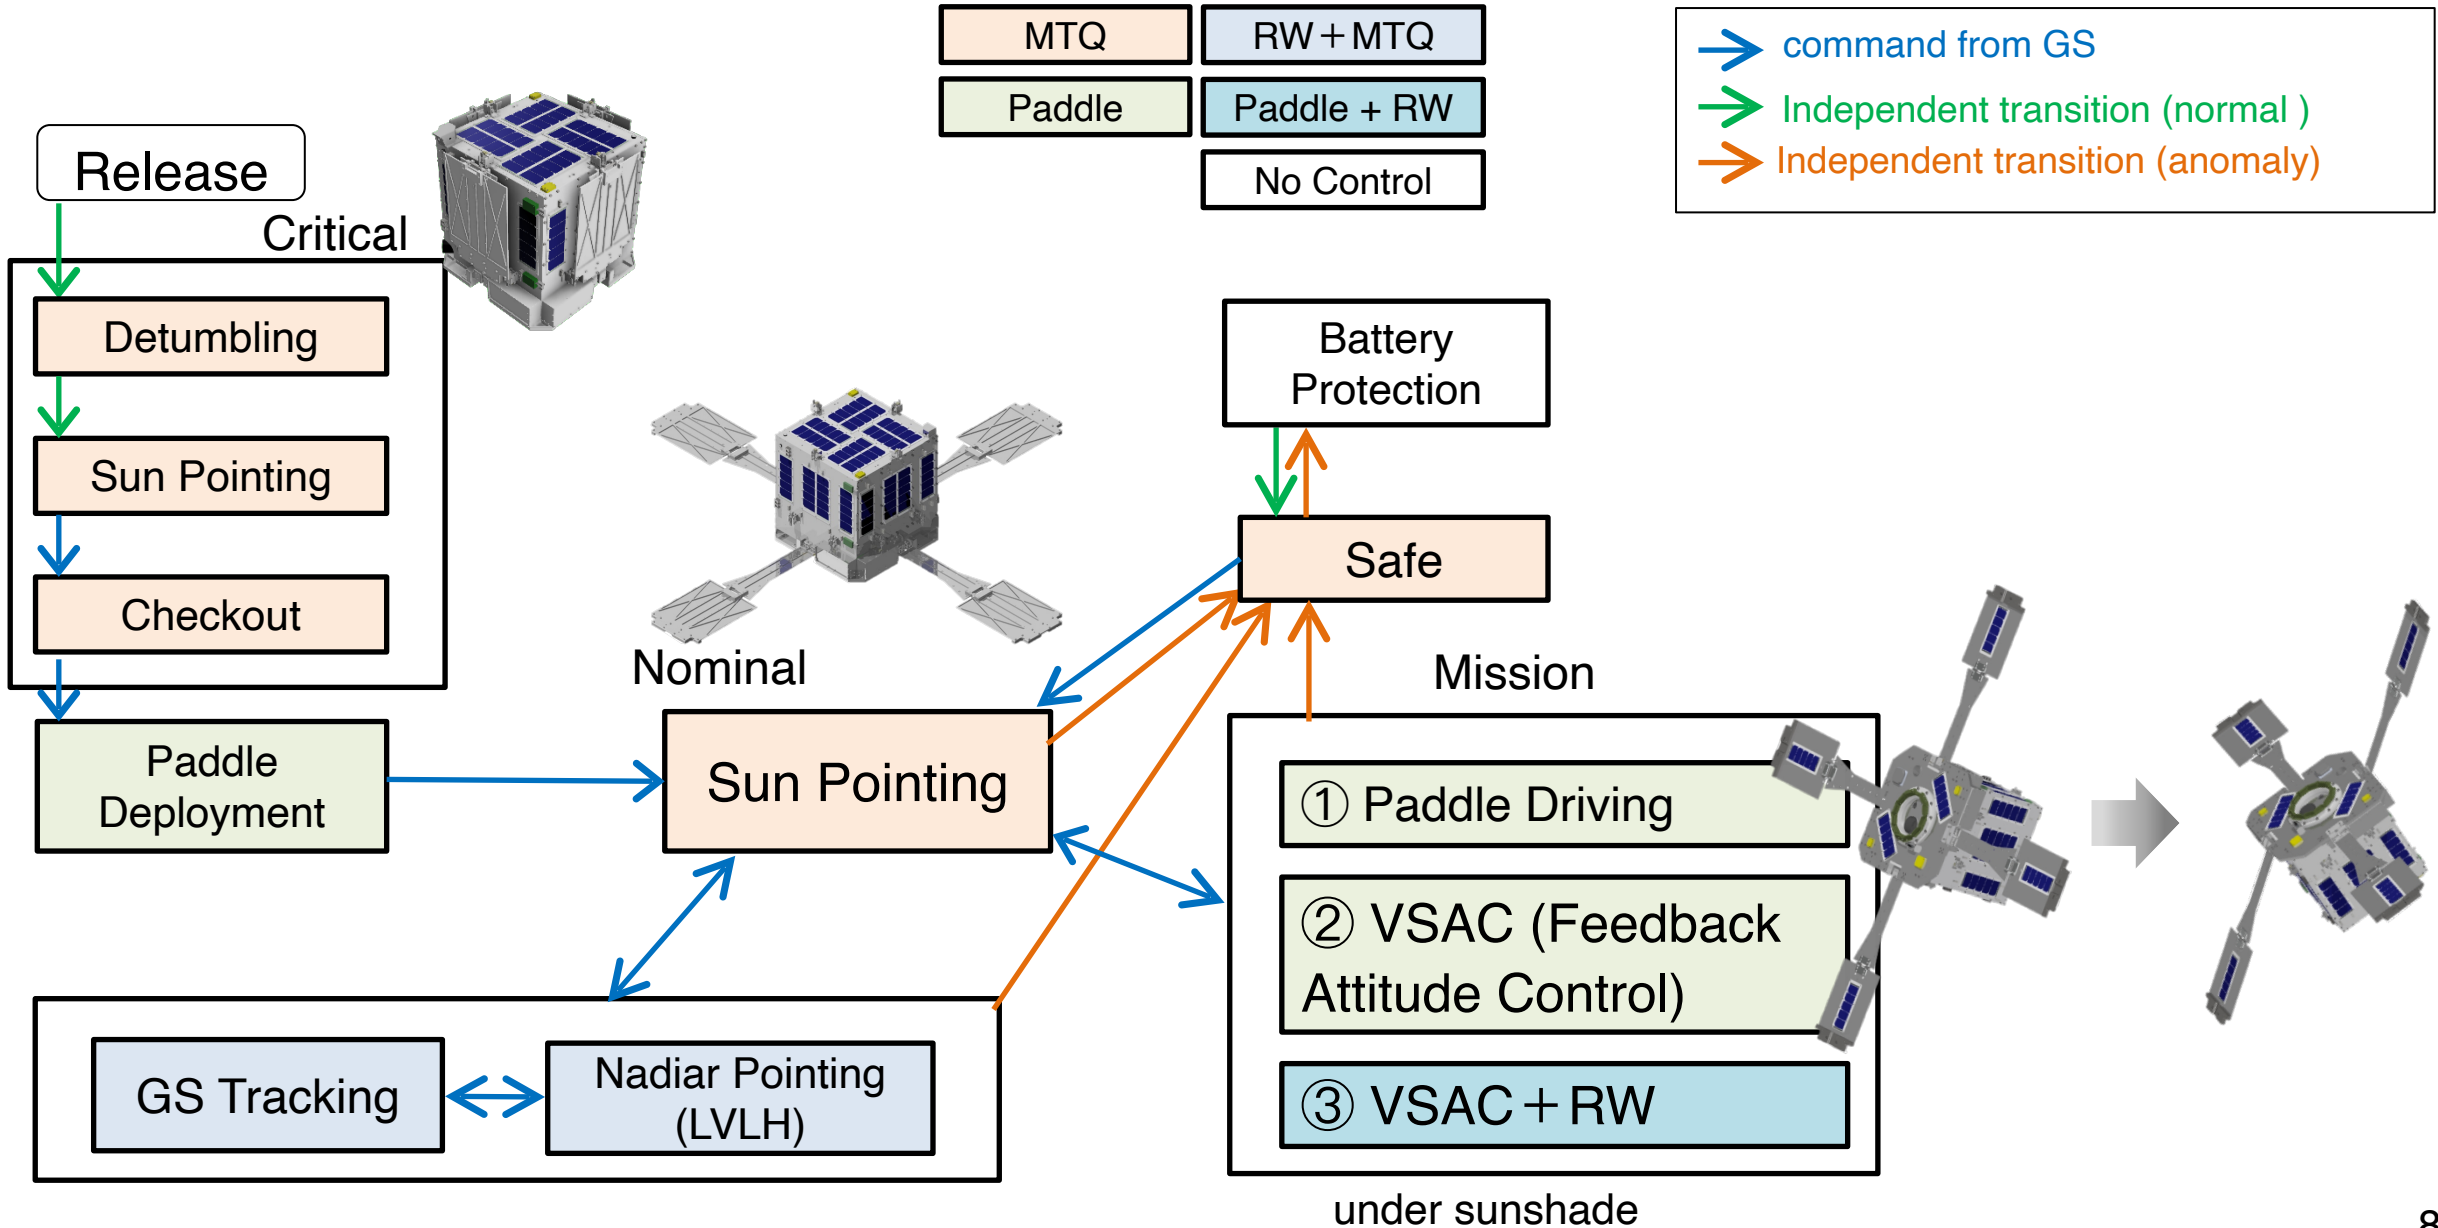 MTQ
RW+MTQ
Paddle
Paddle + RW
No Control
command from GS
Independent transition (normal )
Independent transition (anomaly)
Release
Critical
Detumbling
Sun Pointing
Checkout
Paddle
Deployment
Nominal
Sun Pointing
Battery
Protection
Safe
Mission
① Paddle Driving
② VSAC (Feedback
Attitude Control)
③ VSAC+RW
under sunshade
GS Tracking
Nadiar Pointing
(LVLH)
8